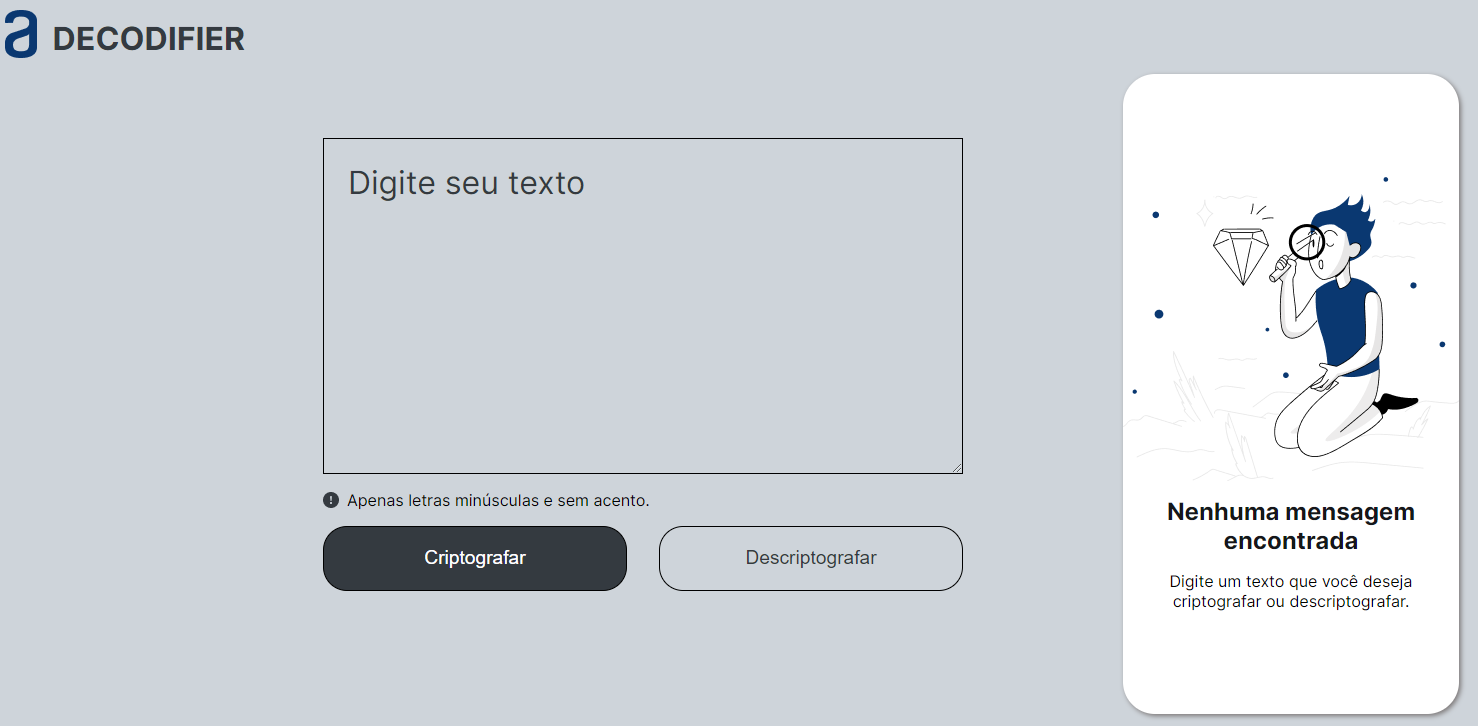 a DECODIFIER
Digite seu texto
Apenas letras minúsculas e sem acento.
Criptografar
Descriptografar
Nenhuma mensagem
encontrada
Digite um texto que você deseja
criptografar ou descriptografar.